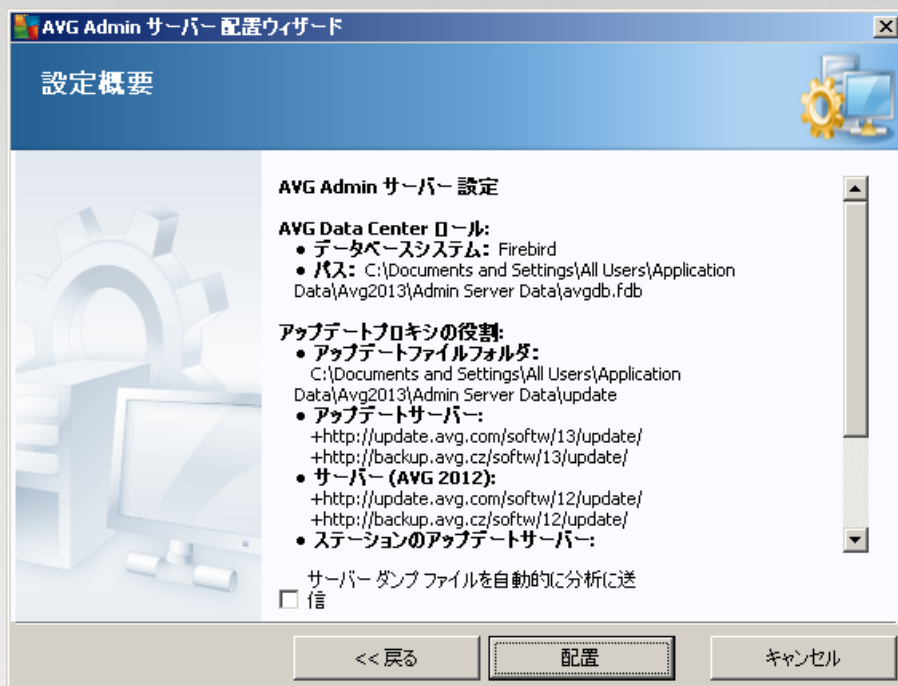 AVG Admin サーバー 配置ウィザード
設定概要
AVG Admin サーバー 設定
AVG Data Center ロール:
• データベースシステム: Firebird
• パス: C:\Documents and Settings\All Users\Application
Data\Avg2013\Admin Server Data\avgdb.fdb
アップデートプロキシの役割:
• アップデートファイルフォルダ:
C:\Documents and Settings\All Users\Application
Data\Avg2013\Admin Server Data\update
• アップデートサーバー:
+http://update.avg.com/softw/13/update/
+http://backup.avg.cz/softw/13/update/
• サーバー (AVG 2012):
+http://update.avg.com/softw/12/update/
+http://backup.avg.cz/softw/12/update/
• ステーションのアップデートサーバー:
サーバー ダンプ ファイルを自動的に分析に送
信
<< 戻る
配置
キャンセル